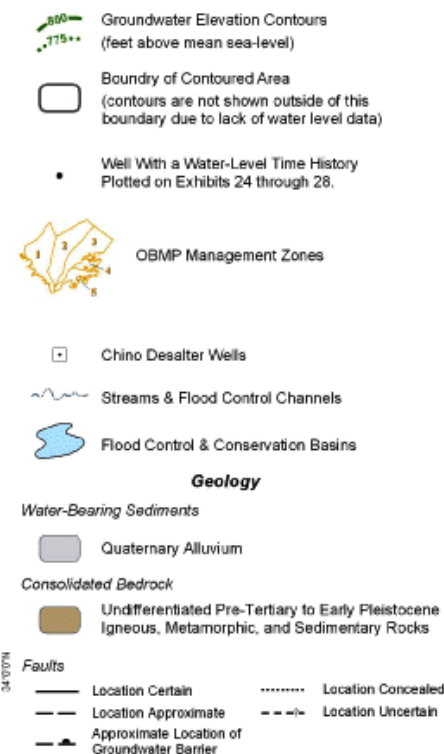 800
775
Groundwater Elevation Contours
(feet above mean sea-level)
Boundry of Contoured Area
(contours are not shown outside of this
boundary due to lack of water level data)
Well With a Water-Level Time History
Plotted on Exhibits 24 through 28.
1 2 3
4
5
OBMP Management Zones
Chino Desalter Wells
Streams & Flood Control Channels
Flood Control & Conservation Basins
Geology
Water-Bearing Sediments
Quaternary Alluvium
Consolidated Bedrock
Undifferentiated Pre-Tertiary to Early Pleistocene
Igneous, Metamorphic, and Sedimentary Rocks
34°0'0"N
Faults
Location Certain
Location Concealed
Location Approximate
Location Uncertain
Approximate Location of
Groundwater Barrier